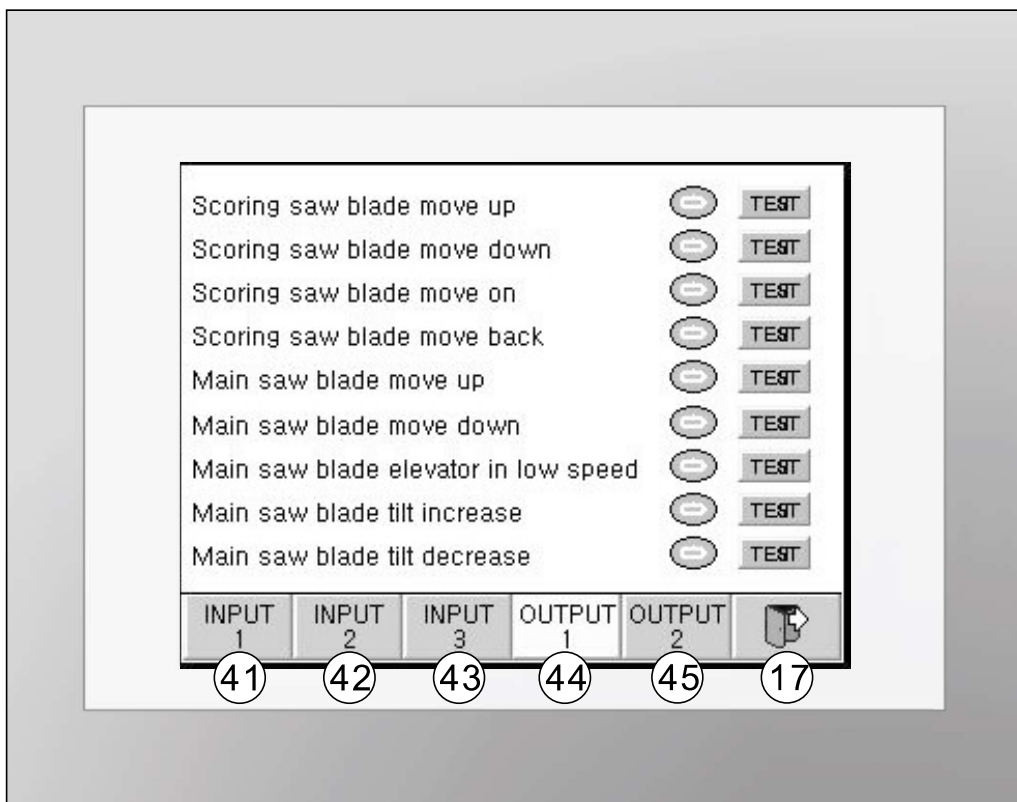 Scoring saw blade move up TEST
Scoring saw blade move down TEST
Scoring saw blade move on TEST
Scoring saw blade move back TEST
Main saw blade move up TEST
Main saw blade move down TEST
Main saw blade elevator in low speed TEST
Main saw blade tilt increase TEST
Main saw blade tilt decrease TEST
INPUT 1 INPUT 2 INPUT 3 OUTPUT 1 OUTPUT 2
41 42 43 44 45 17